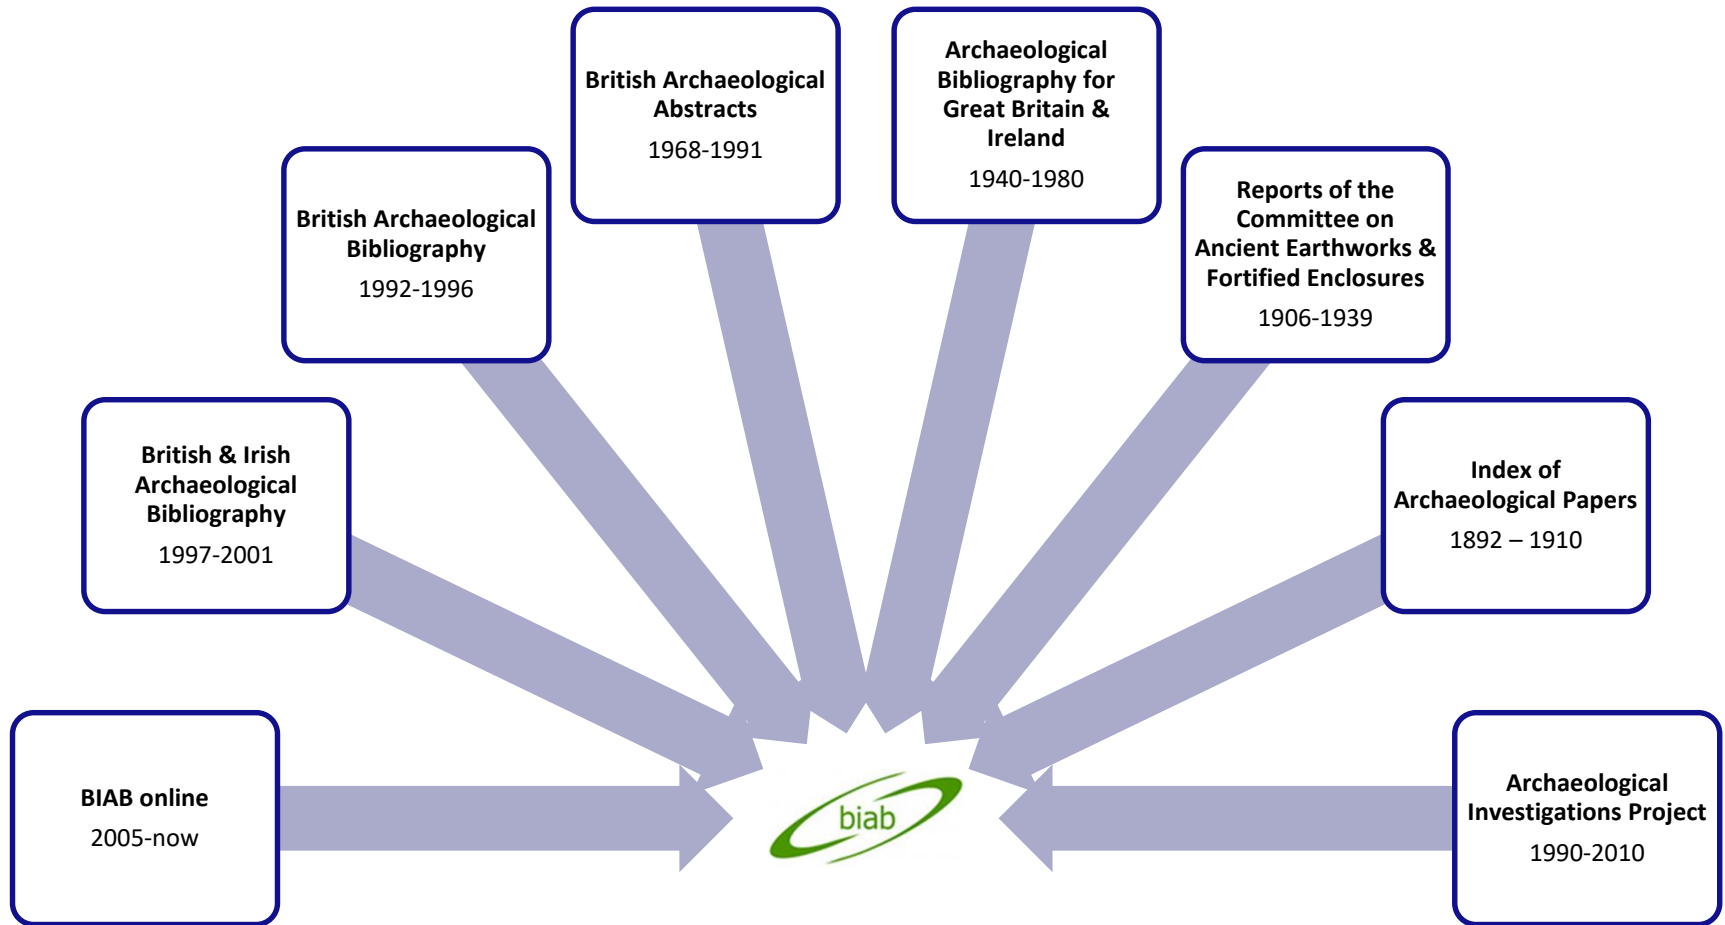 British Archaeological
Abstracts
1968-1991
Archaeological
Bibliography for
Great Britain &
Ireland
1940-1980
British Archaeological
Bibliography
1992-1996
Reports of the
Committee on
Ancient Earthworks &
Fortified Enclosures
1906-1939
British & Irish
Archaeological
Bibliography
1997-2001
Index of
Archaeological Papers
1892 – 1910
BIAB online
2005-now
biab
Archaeological
Investigations Project
1990-2010